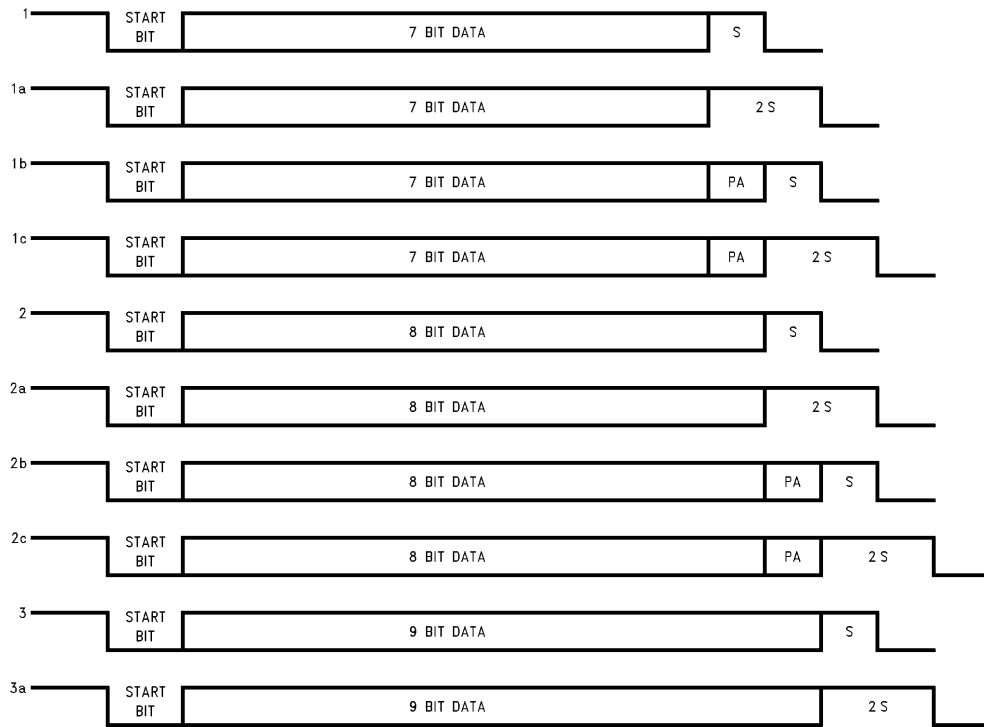 1 START BIT 7 BIT DATA S
1a START BIT 7 BIT DATA 2 S
1b START BIT 7 BIT DATA PA S
1c START BIT 7 BIT DATA PA 2 S
2 START BIT 8 BIT DATA S
2a START BIT 8 BIT DATA 2 S
2b START BIT 8 BIT DATA PA S
2c START BIT 8 BIT DATA PA 2 S
3 START BIT 9 BIT DATA S
3a START BIT 9 BIT DATA 2 S